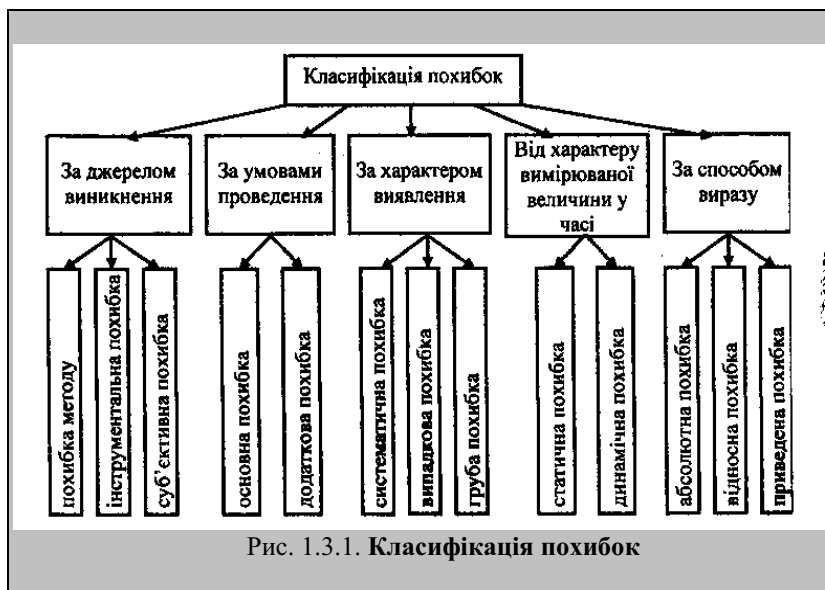 Класифікація похибок
За джерелом
виникнення
За умовами
проведення
За характером
виявлення
Від характеру
вимірюваної
величини у
часі
За способом
виразу
похибка методу
інструментальна похибка
суб’єктивна похибка
основна похибка
додаткова похибка
систематична похибка
випадкова похибка
груба похибка
статична похибка
динамічна похибка
абсолютна похибка
відносна похибка
приведена похибка
Рис. 1.3.1. Класифікація похибок